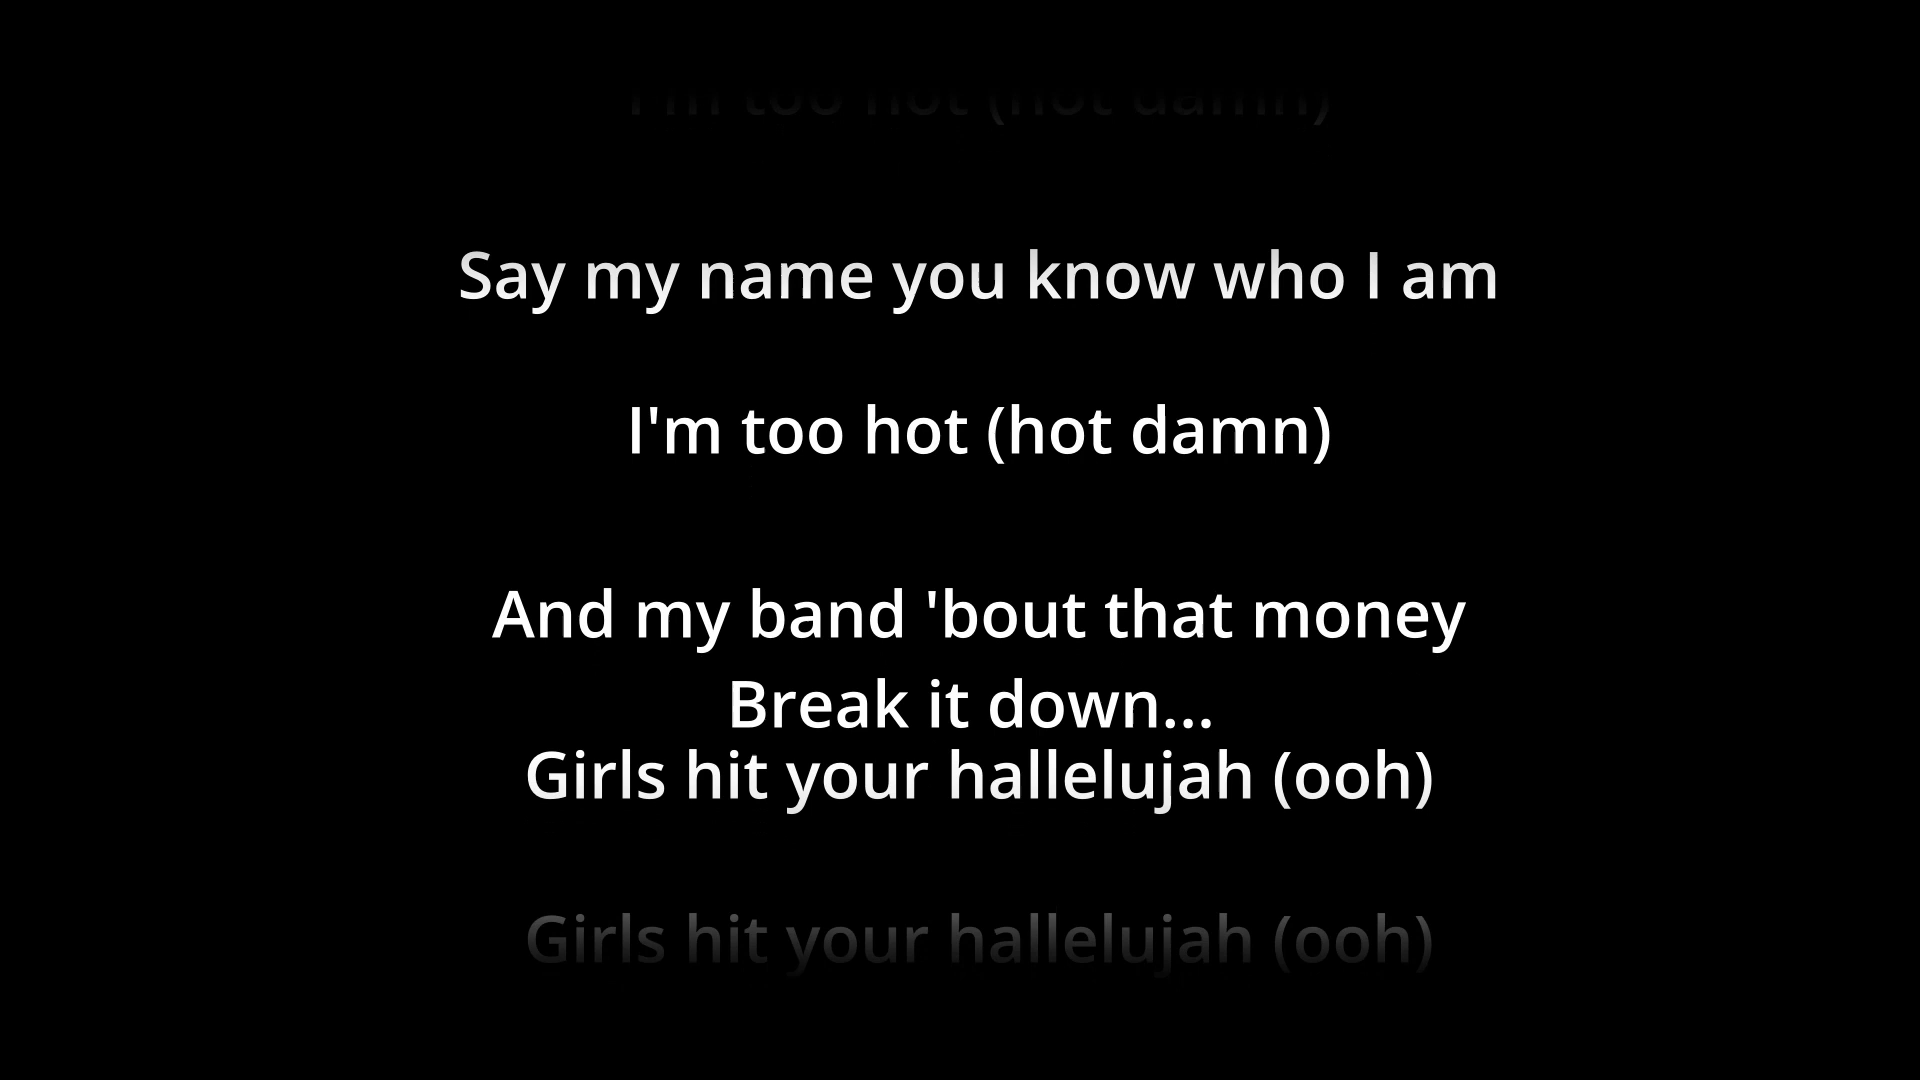 I'm too hot (hot damn)
Say my name you know who I am
I'm too hot (hot damn)
And my band 'bout that money
Break it down...
Girls hit your hallelujah (ooh)
Girls hit your hallelujah (ooh)